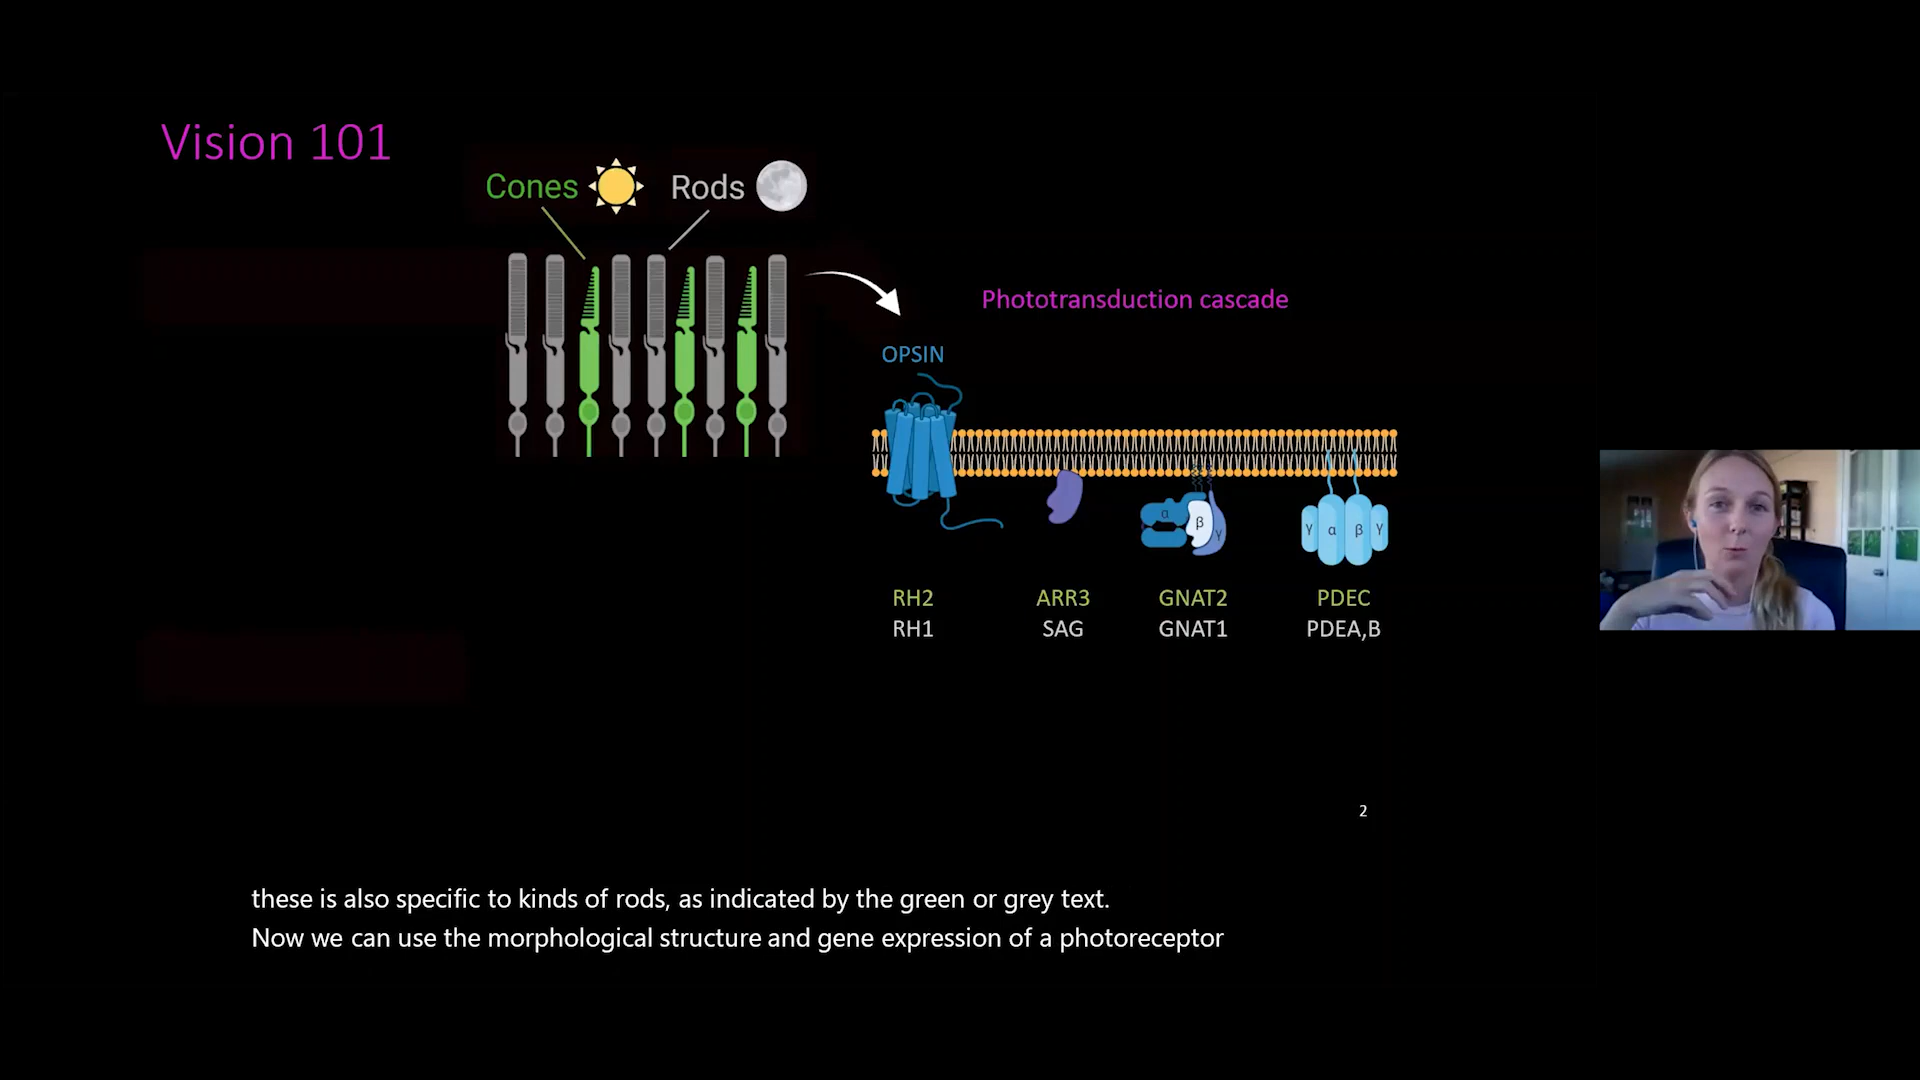 Vision 101
Cones
Rods
Phototransduction cascade
OPSIN
α
β
γ
γ
α
β
γ
RH2
ARR3
GNAT2
PDEC
RH1
SAG
GNAT1
PDEA,B
2
these is also specific to kinds of rods, as indicated by the green or grey text.
Now we can use the morphological structure and gene expression of a photoreceptor